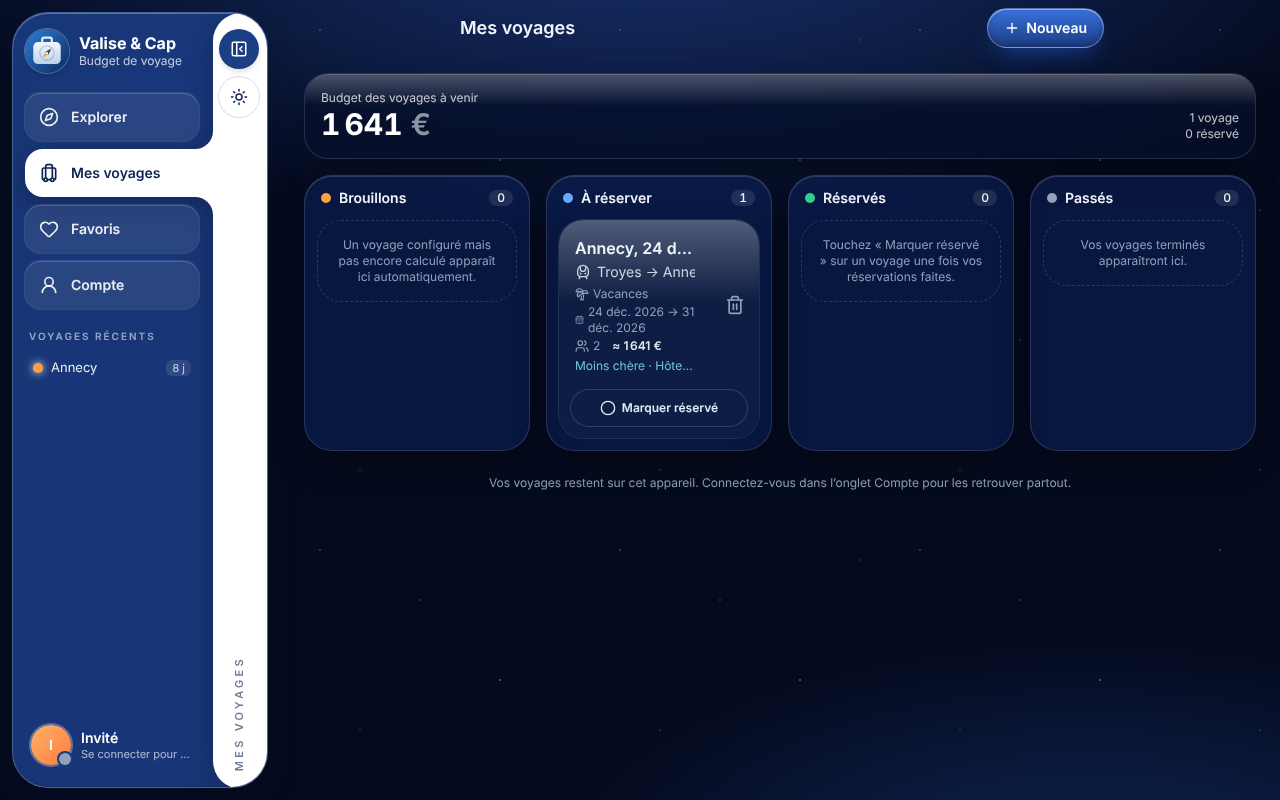 Valise & Cap
Budget de voyage
Explorer
Mes voyages
Favoris
Compte
VOYAGES RÉCENTS
Annecy
8 j
Invité
Se connecter pour ...
MES VOYAGES
Mes voyages
+ Nouveau
Budget des voyages à venir
1 641 €
1 voyage
0 réservé
Brouillons
0
Un voyage configuré mais
pas encore calculé apparaît
ici automatiquement.
À réserver
1
Annecy, 24 d...
Troyes → Anne
Vacances
24 déc. 2026 → 31
déc. 2026
2 ≈ 1 641 €
Moins chère · Hôte...
Marquer réservé
Réservés
0
Touchez « Marquer réservé
» sur un voyage une fois vos
réservations faites.
Passés
0
Vos voyages terminés
apparaîtront ici.
Vos voyages restent sur cet appareil. Connectez-vous dans l’onglet Compte pour les retrouver partout.